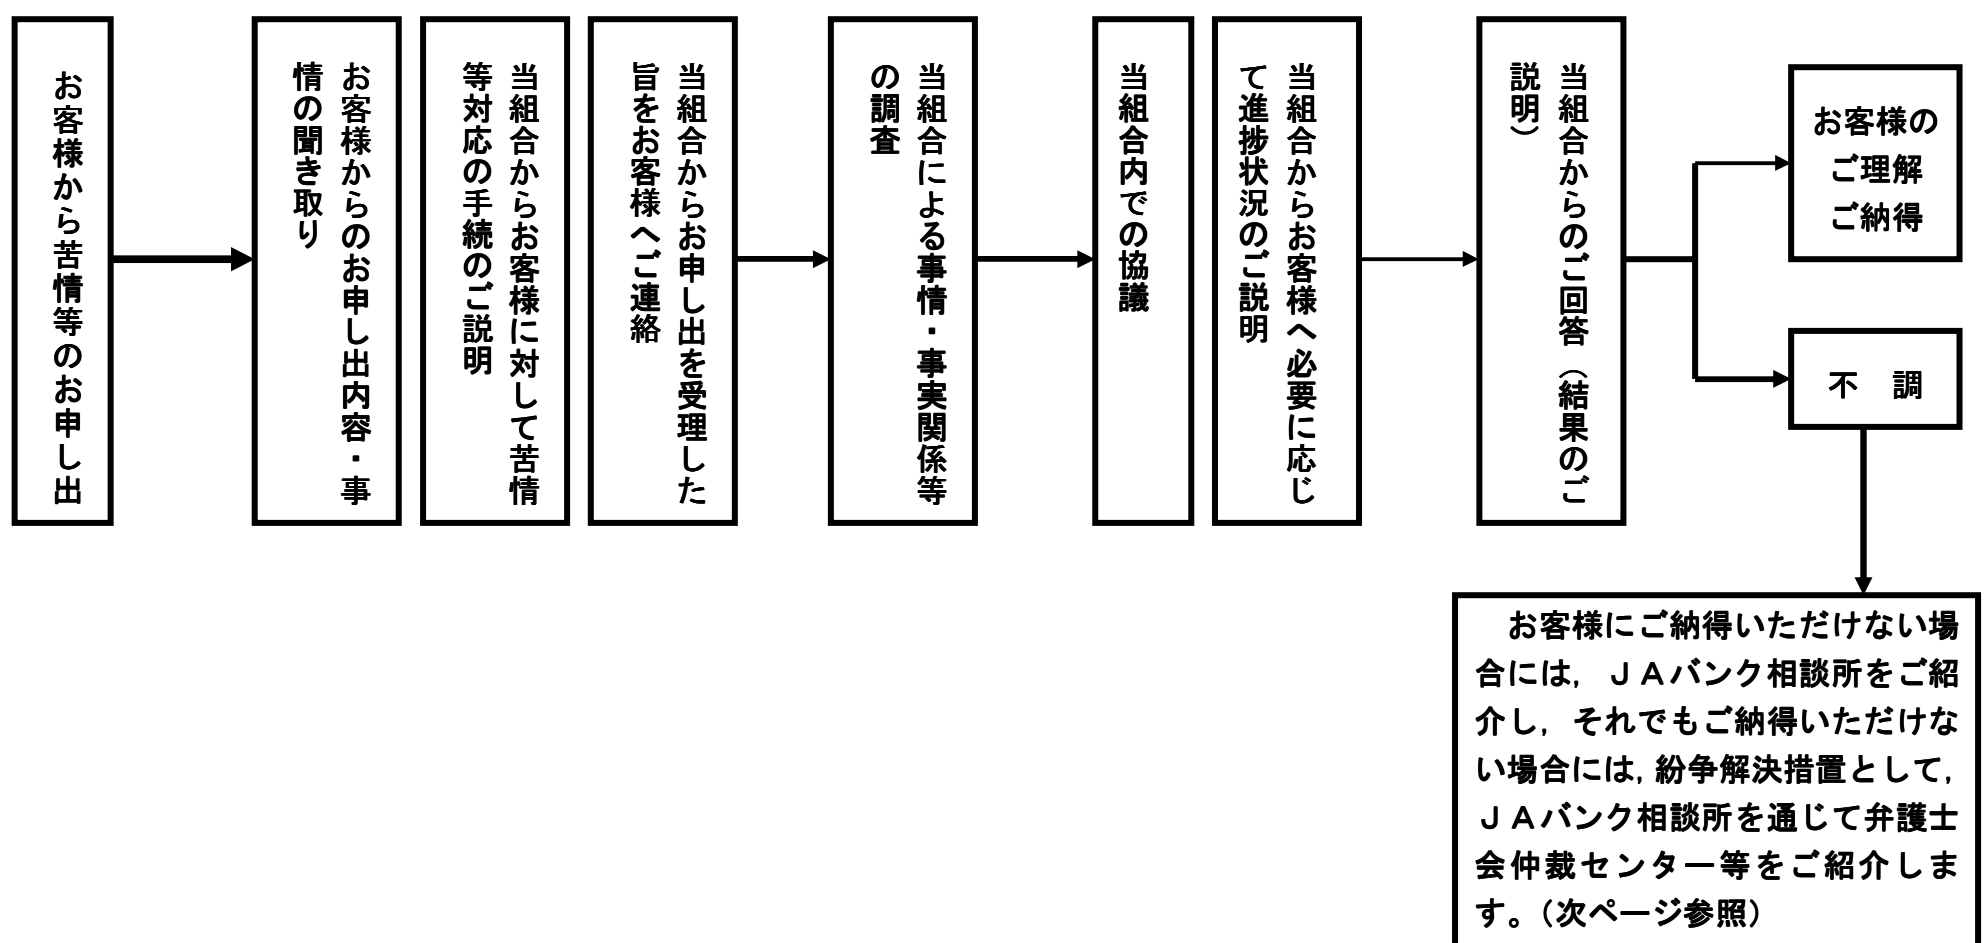 お客様から苦情等のお申し出
お客様からのお申し出内容・事
情の聞き取り
当組合からお客様に対して苦情
等対応の手続のご説明
当組合からお申し出を受理した
旨をお客様へご連絡
当組合による事情・事実関係等
の調査
当組合内での協議
当組合からお客様へ必要に応じ
て進捗状況のご説明
当組合からのご回答（結果のご
説明）
お客様の
ご理解
ご納得
不　調
　お客様にご納得いただけない場
合には，ＪＡバンク相談所をご紹
介し，それでもご納得いただけな
い場合には，紛争解決措置として，
ＪＡバンク相談所を通じて弁護士
会仲裁センター等をご紹介しま
す。（次ページ参照）